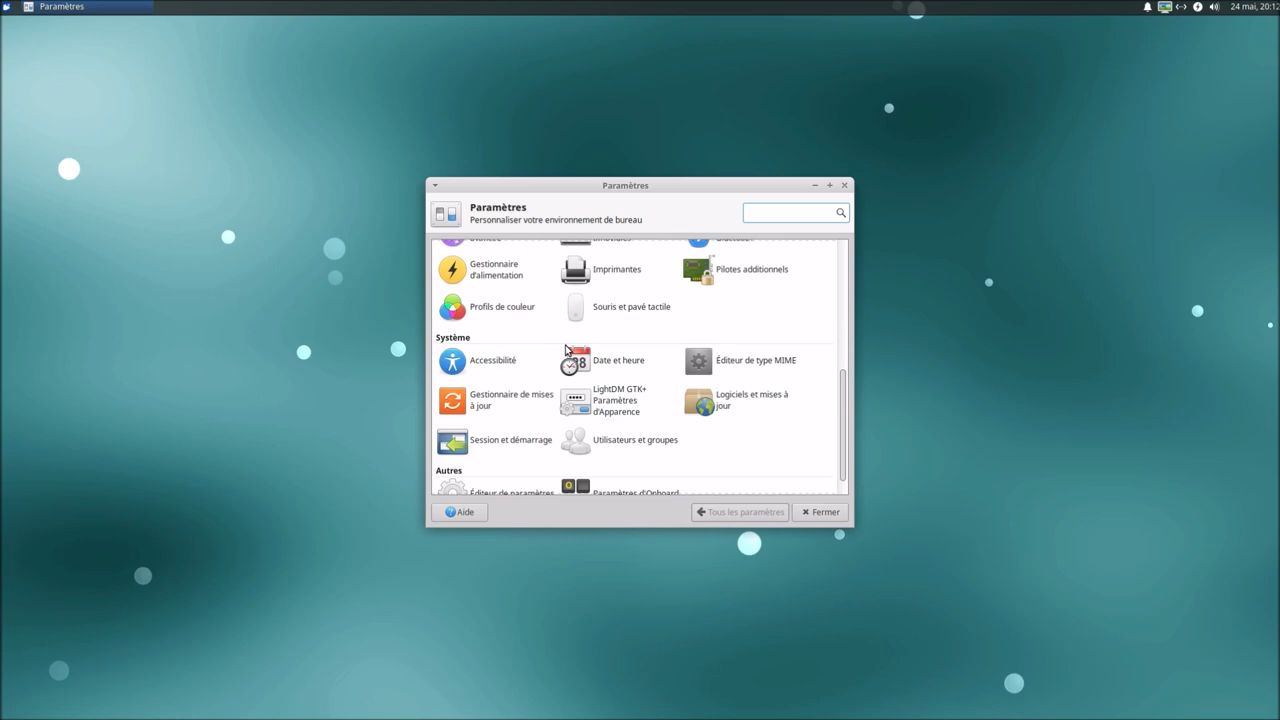 Paramètres
24 mai, 20:12
Paramètres
Paramètres
Personnaliser votre environnement de bureau
avancée
amovibles
Bluetooth
Gestionnaire
d'alimentation
Imprimantes
Pilotes additionnels
Profils de couleur
Souris et pavé tactile
Système
Accessibilité
Date et heure
Éditeur de type MIME
Gestionnaire de mises
à jour
LightDM GTK+
Paramètres
d'Apparence
Logiciels et mises à
jour
Session et démarrage
Utilisateurs et groupes
Autres
Éditeur de paramètres
Paramètres d'Onboard
Aide
Tous les paramètres
Fermer